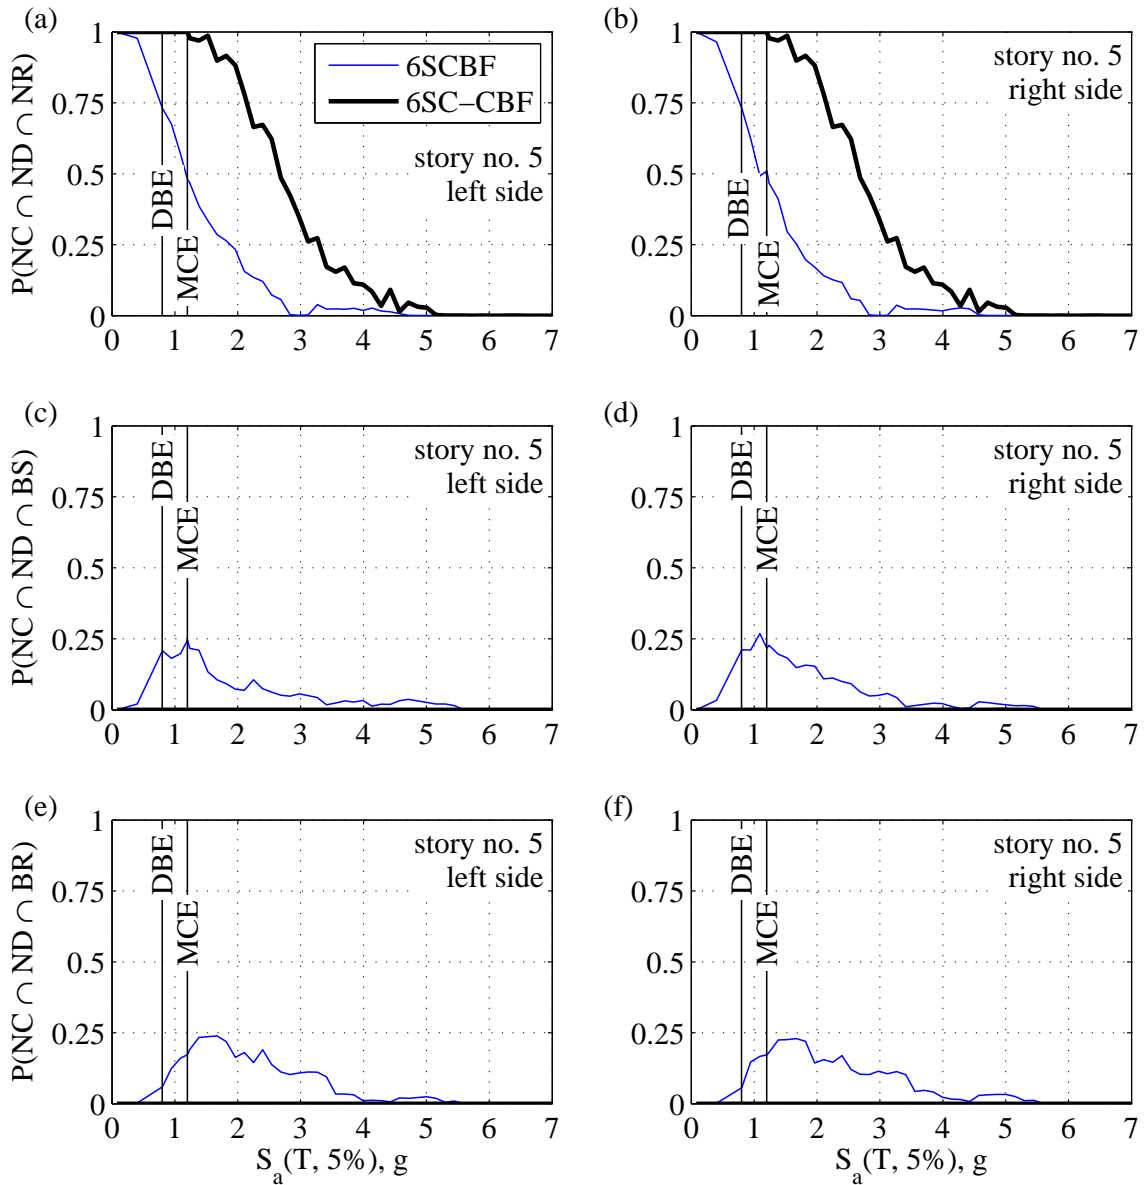 (a)
P(NC ∩ ND ∩ NR)
1
0.75
0.5
0.25
0
0 1 2 3 4 5 6 7
DBE
MCE
6SCBF
6SC−CBF
story no. 5
left side
(b)
1
0.75
0.5
0.25
0
0 1 2 3 4 5 6 7
DBE
MCE
story no. 5
right side
(c)
P(NC ∩ ND ∩ BS)
1
0.75
0.5
0.25
0
0 1 2 3 4 5 6 7
DBE
MCE
story no. 5
left side
(d)
1
0.75
0.5
0.25
0
0 1 2 3 4 5 6 7
DBE
MCE
story no. 5
right side
(e)
P(NC ∩ ND ∩ BR)
1
0.75
0.5
0.25
0
0 1 2 3 4 5 6 7
DBE
MCE
story no. 5
left side
S_a(T, 5%), g
(f)
1
0.75
0.5
0.25
0
0 1 2 3 4 5 6 7
DBE
MCE
story no. 5
right side
S_a(T, 5%), g